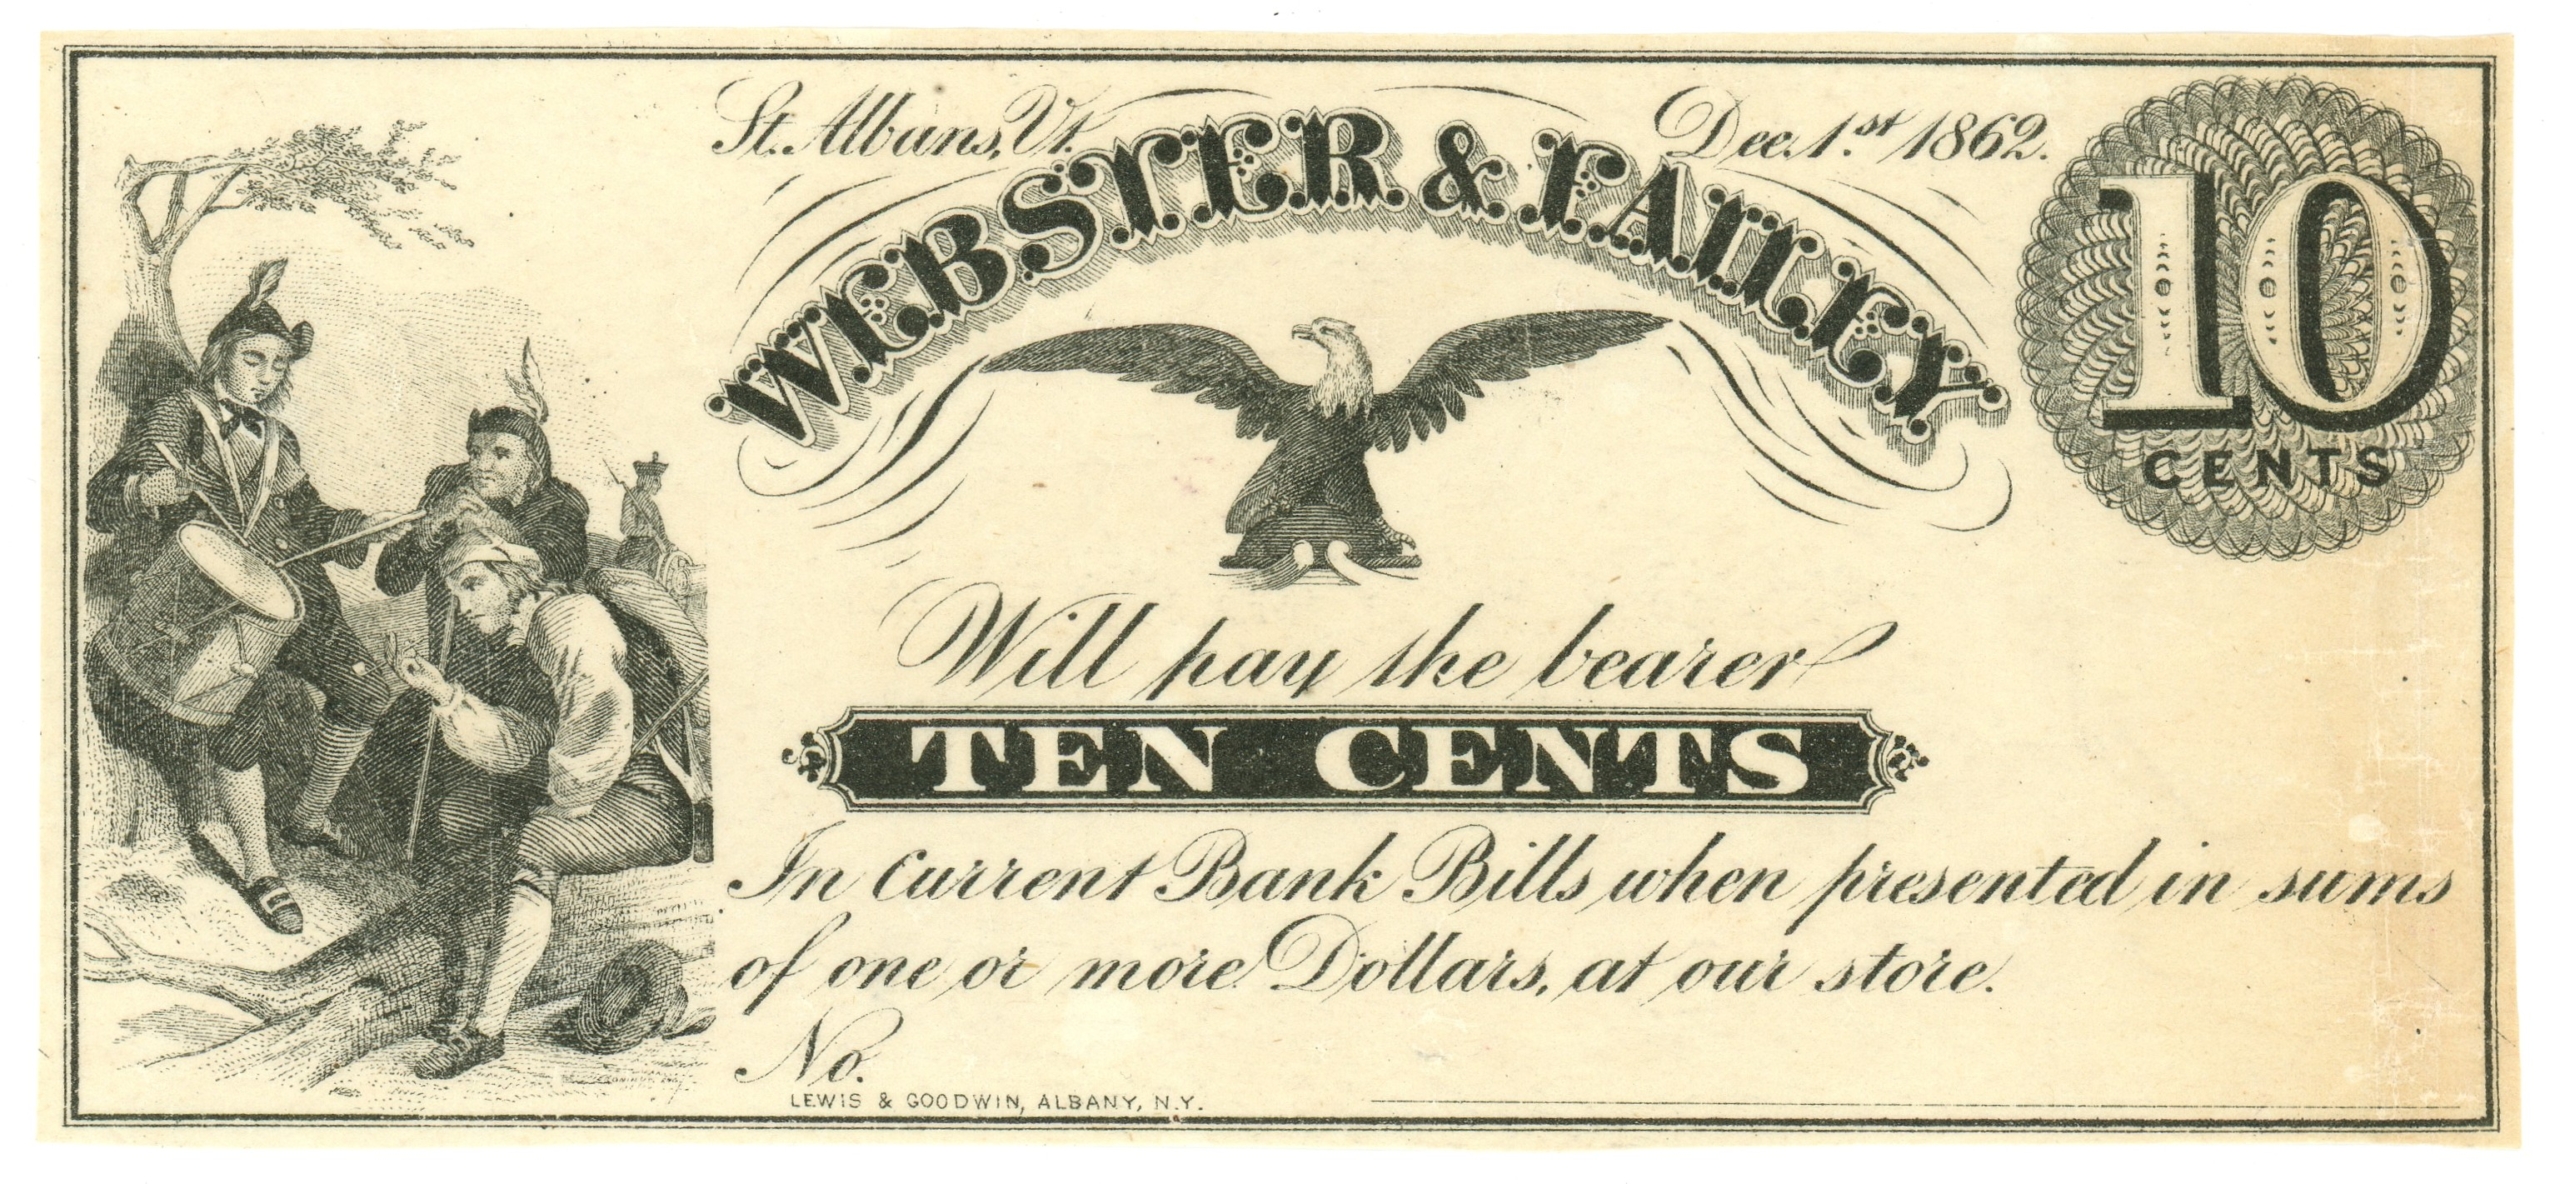 St. Albans, Vt. Dec. 1st 1862.
WEBSTER & FAILEY
10
CENTS
Will pay the bearer
TEN CENTS
In Current Bank Bills when presented in sums
of one or more Dollars, at our store.
No.
LEWIS & GOODWIN, ALBANY, N.Y.